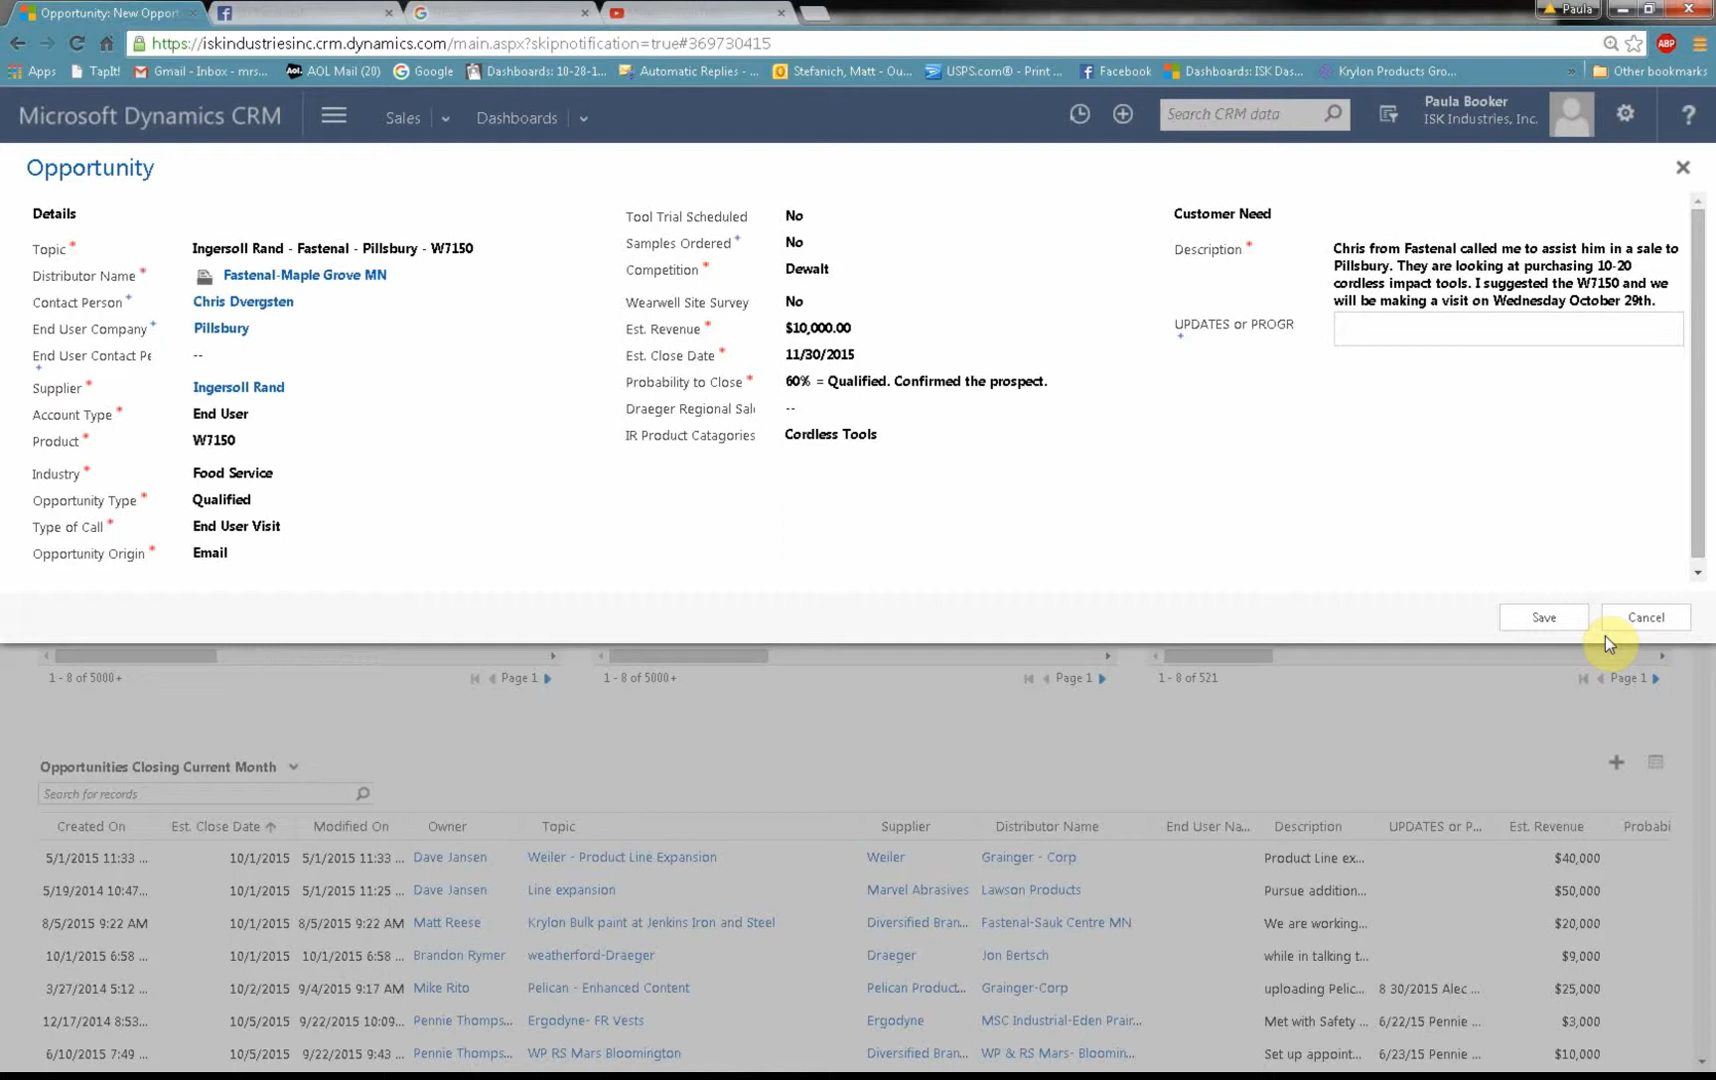 Opportunity: New Opport
Paula
https://iskindustriesinc.crm.dynamics.com/main.aspx?skipnotification=true#369730415
ABP
Apps
TapIt!
Gmail - Inbox - mrs...
AOL Mail (20)
Google
Dashboards: 10-28-1...
Automatic Replies - ...
Stefanich, Matt - Ou...
USPS.com® - Print ...
Facebook
Dashboards: ISK Das...
Krylon Products Gro...
»
Other bookmarks
Microsoft Dynamics CRM
Sales
Dashboards
Search CRM data
Paula Booker
ISK Industries, Inc.
?
Opportunity
Details
Topic *
Ingersoll Rand - Fastenal - Pillsbury - W7150
Distributor Name *
Fastenal-Maple Grove MN
Contact Person +
Chris Dvergsten
End User Company +
Pillsbury
End User Contact Pe
+
--
Supplier *
Ingersoll Rand
Account Type *
End User
Product *
W7150
Industry *
Food Service
Opportunity Type *
Qualified
Type of Call *
End User Visit
Opportunity Origin *
Email
Tool Trial Scheduled
No
Samples Ordered +
No
Competition *
Dewalt
Wearwell Site Survey
No
Est. Revenue *
$10,000.00
Est. Close Date *
11/30/2015
Probability to Close *
60% = Qualified. Confirmed the prospect.
Draeger Regional Sal
--
IR Product Catagories
Cordless Tools
Customer Need
Description *
Chris from Fastenal called me to assist him in a sale to
Pillsbury. They are looking at purchasing 10-20
cordless impact tools. I suggested the W7150 and we
will be making a visit on Wednesday October 29th.
UPDATES or PROGR
+
Save
Cancel
1 - 8 of 5000+
Page 1
1 - 8 of 5000+
Page 1
1 - 8 of 521
Page 1
Opportunities Closing Current Month
Search for records
Created On Est. Close Date Modified On Owner Topic Supplier Distributor Name End User Na... Description UPDATES or P... Est. Revenue Probabi
5/1/2015 11:33 ... 10/1/2015 5/1/2015 11:33 ... Dave Jansen Weiler - Product Line Expansion Weiler Grainger - Corp Product Line ex... $40,000
5/19/2014 10:47... 10/1/2015 5/1/2015 11:25 ... Dave Jansen Line expansion Marvel Abrasives Lawson Products Pursue addition... $50,000
8/5/2015 9:22 AM 10/1/2015 8/5/2015 9:22 AM Matt Reese Krylon Bulk paint at Jenkins Iron and Steel Diversified Bran... Fastenal-Sauk Centre MN We are working... $20,000
10/1/2015 6:58 ... 10/1/2015 10/1/2015 6:58 ... Brandon Rymer weatherford-Draeger Draeger Jon Bertsch while in talking t... $9,000
3/27/2014 5:12 ... 10/2/2015 9/4/2015 9:17 AM Mike Rito Pelican - Enhanced Content Pelican Product... Grainger-Corp uploading Pelic... 8 30/2015 Alec ... $25,000
12/17/2014 8:53... 10/5/2015 9/22/2015 10:09... Pennie Thomps... Ergodyne- FR Vests Ergodyne MSC Industrial-Eden Prair... Met with Safety ... 6/22/15 Pennie ... $3,000
6/10/2015 7:49 ... 10/5/2015 9/22/2015 9:43 ... Pennie Thomps... WP RS Mars Bloomington Diversified Bran... WP & RS Mars- Bloomin... Set up appoint... 6/23/15 Pennie ... $10,000